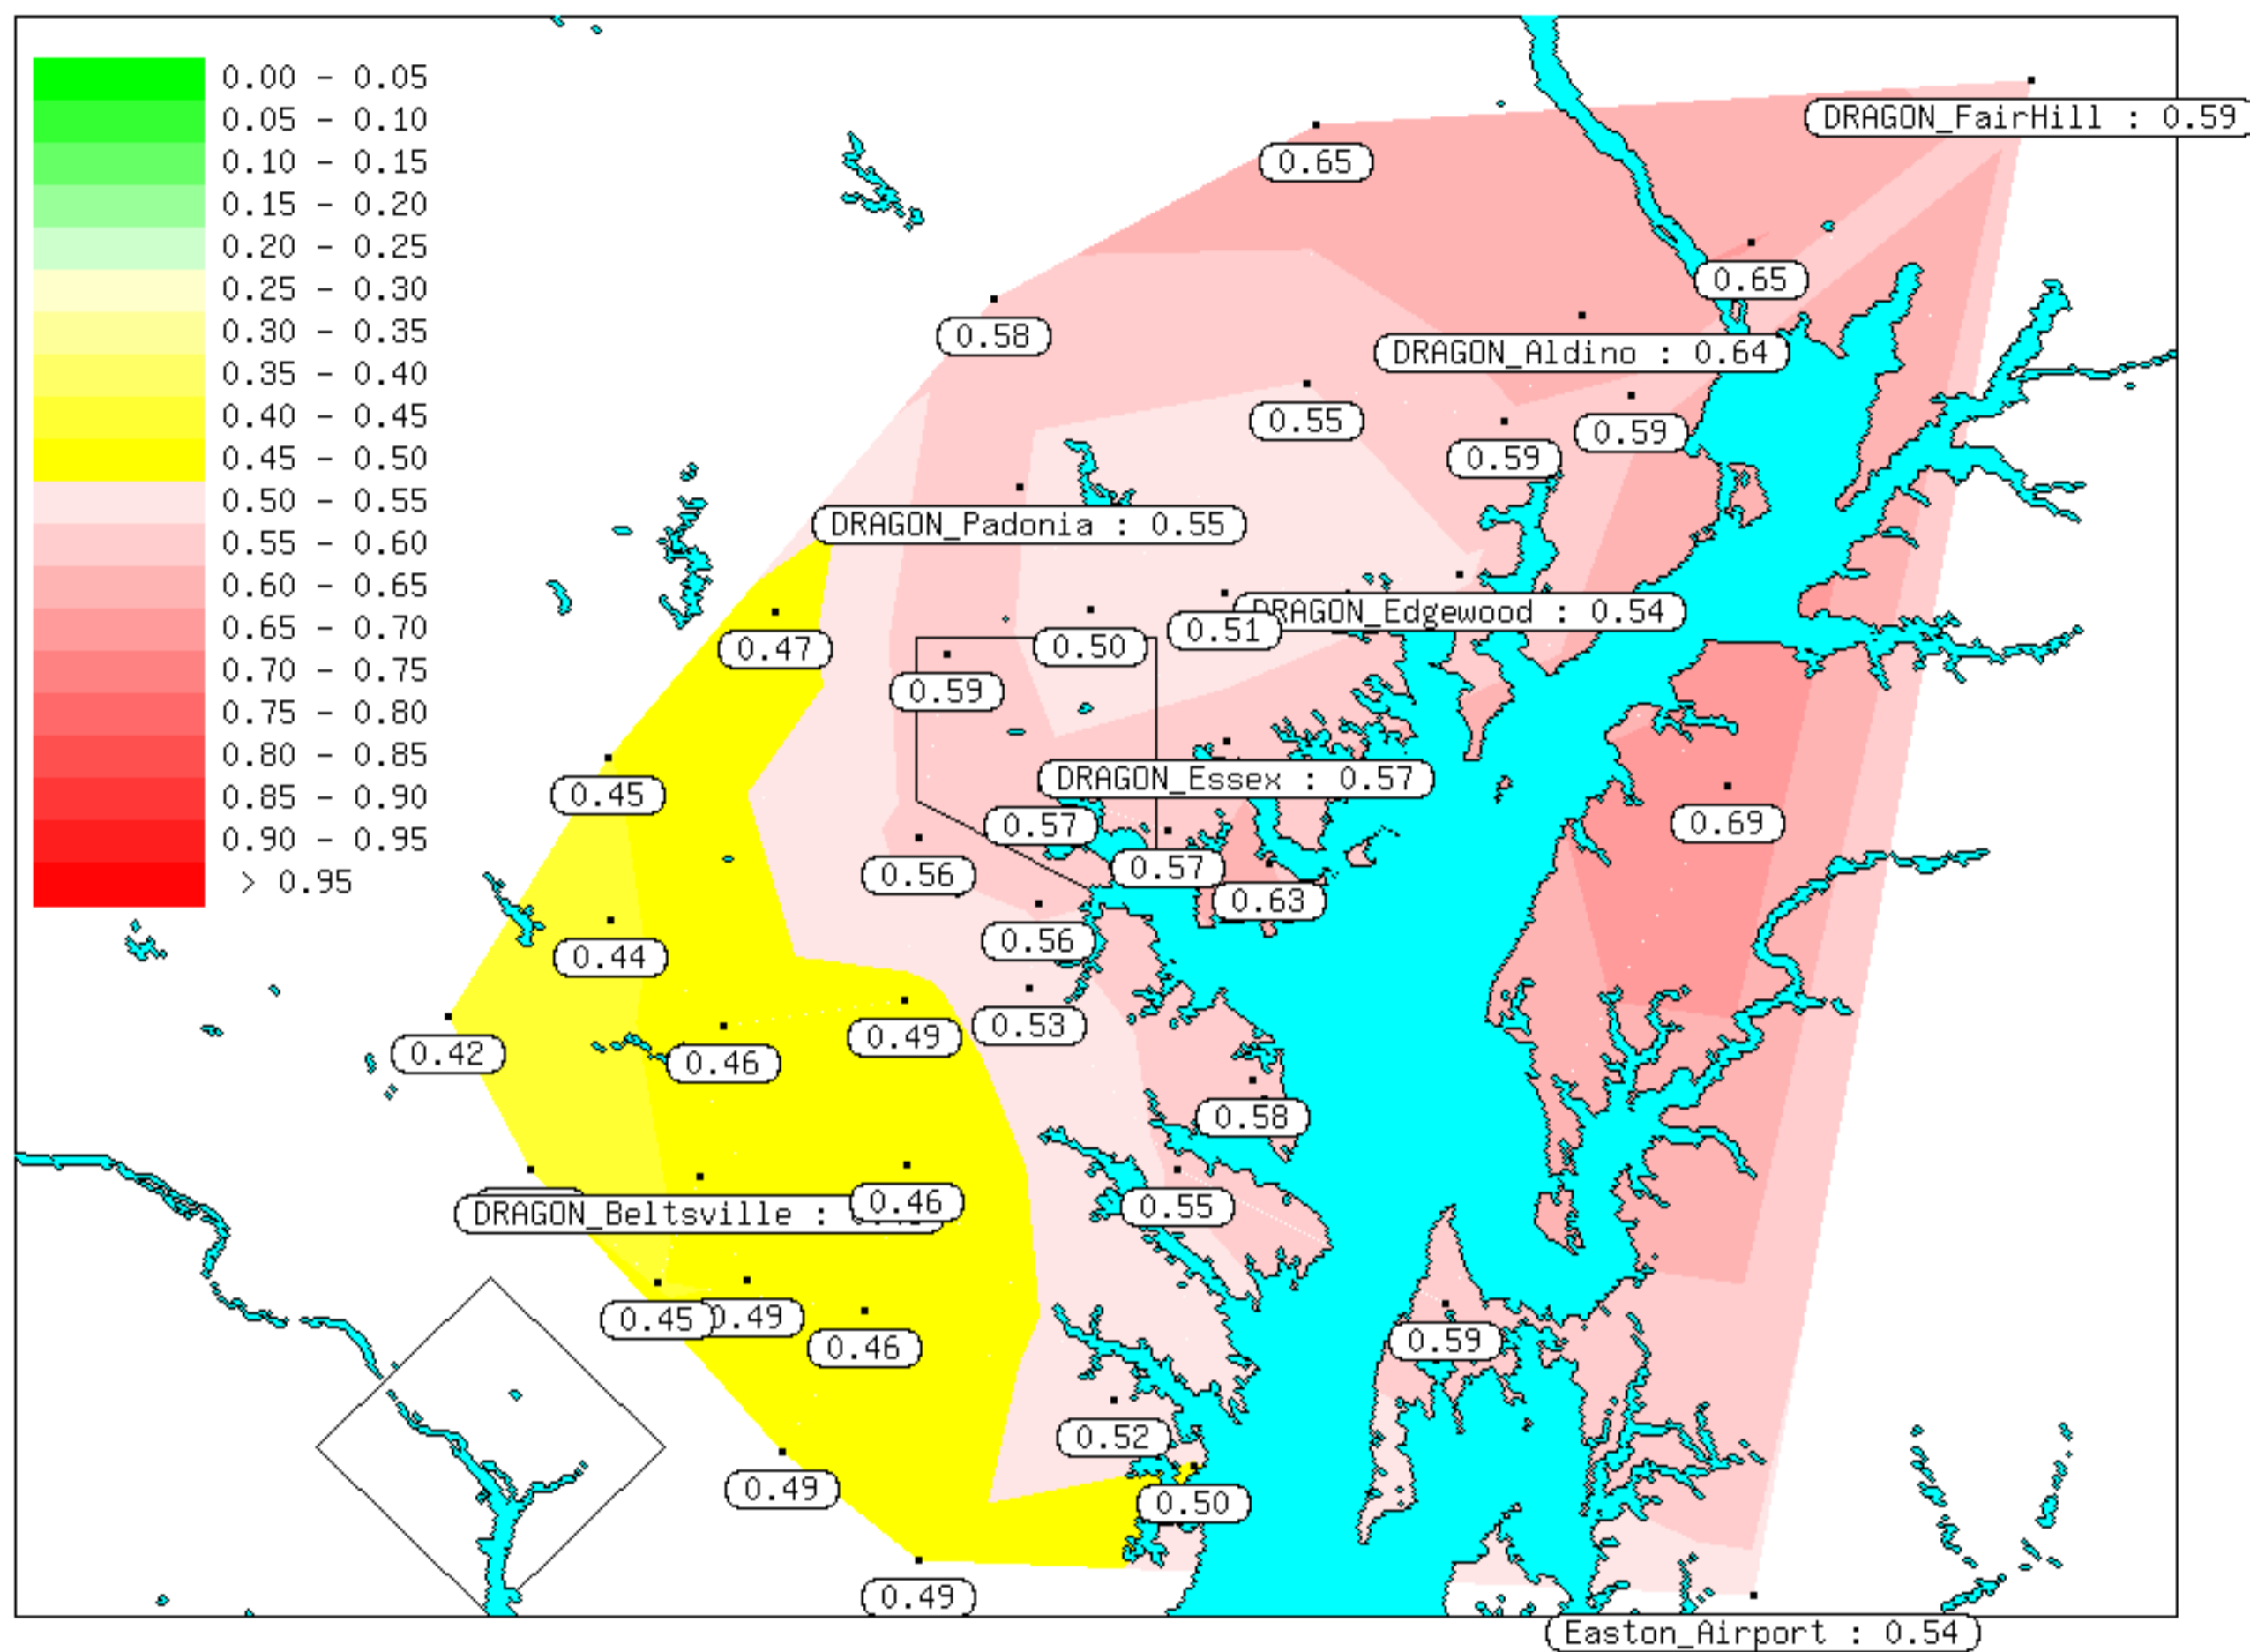 0.00 - 0.05
0.05 - 0.10
0.10 - 0.15
0.15 - 0.20
0.20 - 0.25
0.25 - 0.30
0.30 - 0.35
0.35 - 0.40
0.40 - 0.45
0.45 - 0.50
0.50 - 0.55
0.55 - 0.60
0.60 - 0.65
0.65 - 0.70
0.70 - 0.75
0.75 - 0.80
0.80 - 0.85
0.85 - 0.90
0.90 - 0.95
> 0.95
DRAGON_FairHill : 0.59
0.65
0.65
0.58
DRAGON_Aldino : 0.64
0.55
0.59
0.59
DRAGON_Padonia : 0.55
DRAGON_Edgewood : 0.54
0.51
0.50
0.47
0.59
DRAGON_Essex : 0.57
0.45
0.57
0.69
0.57
0.56
0.63
0.56
0.44
0.53
0.49
0.42
0.46
0.58
0.46
0.55
DRAGON_Beltsville :
0.45
0.49
0.46
0.59
0.52
0.49
0.50
0.49
Easton_Airport : 0.54